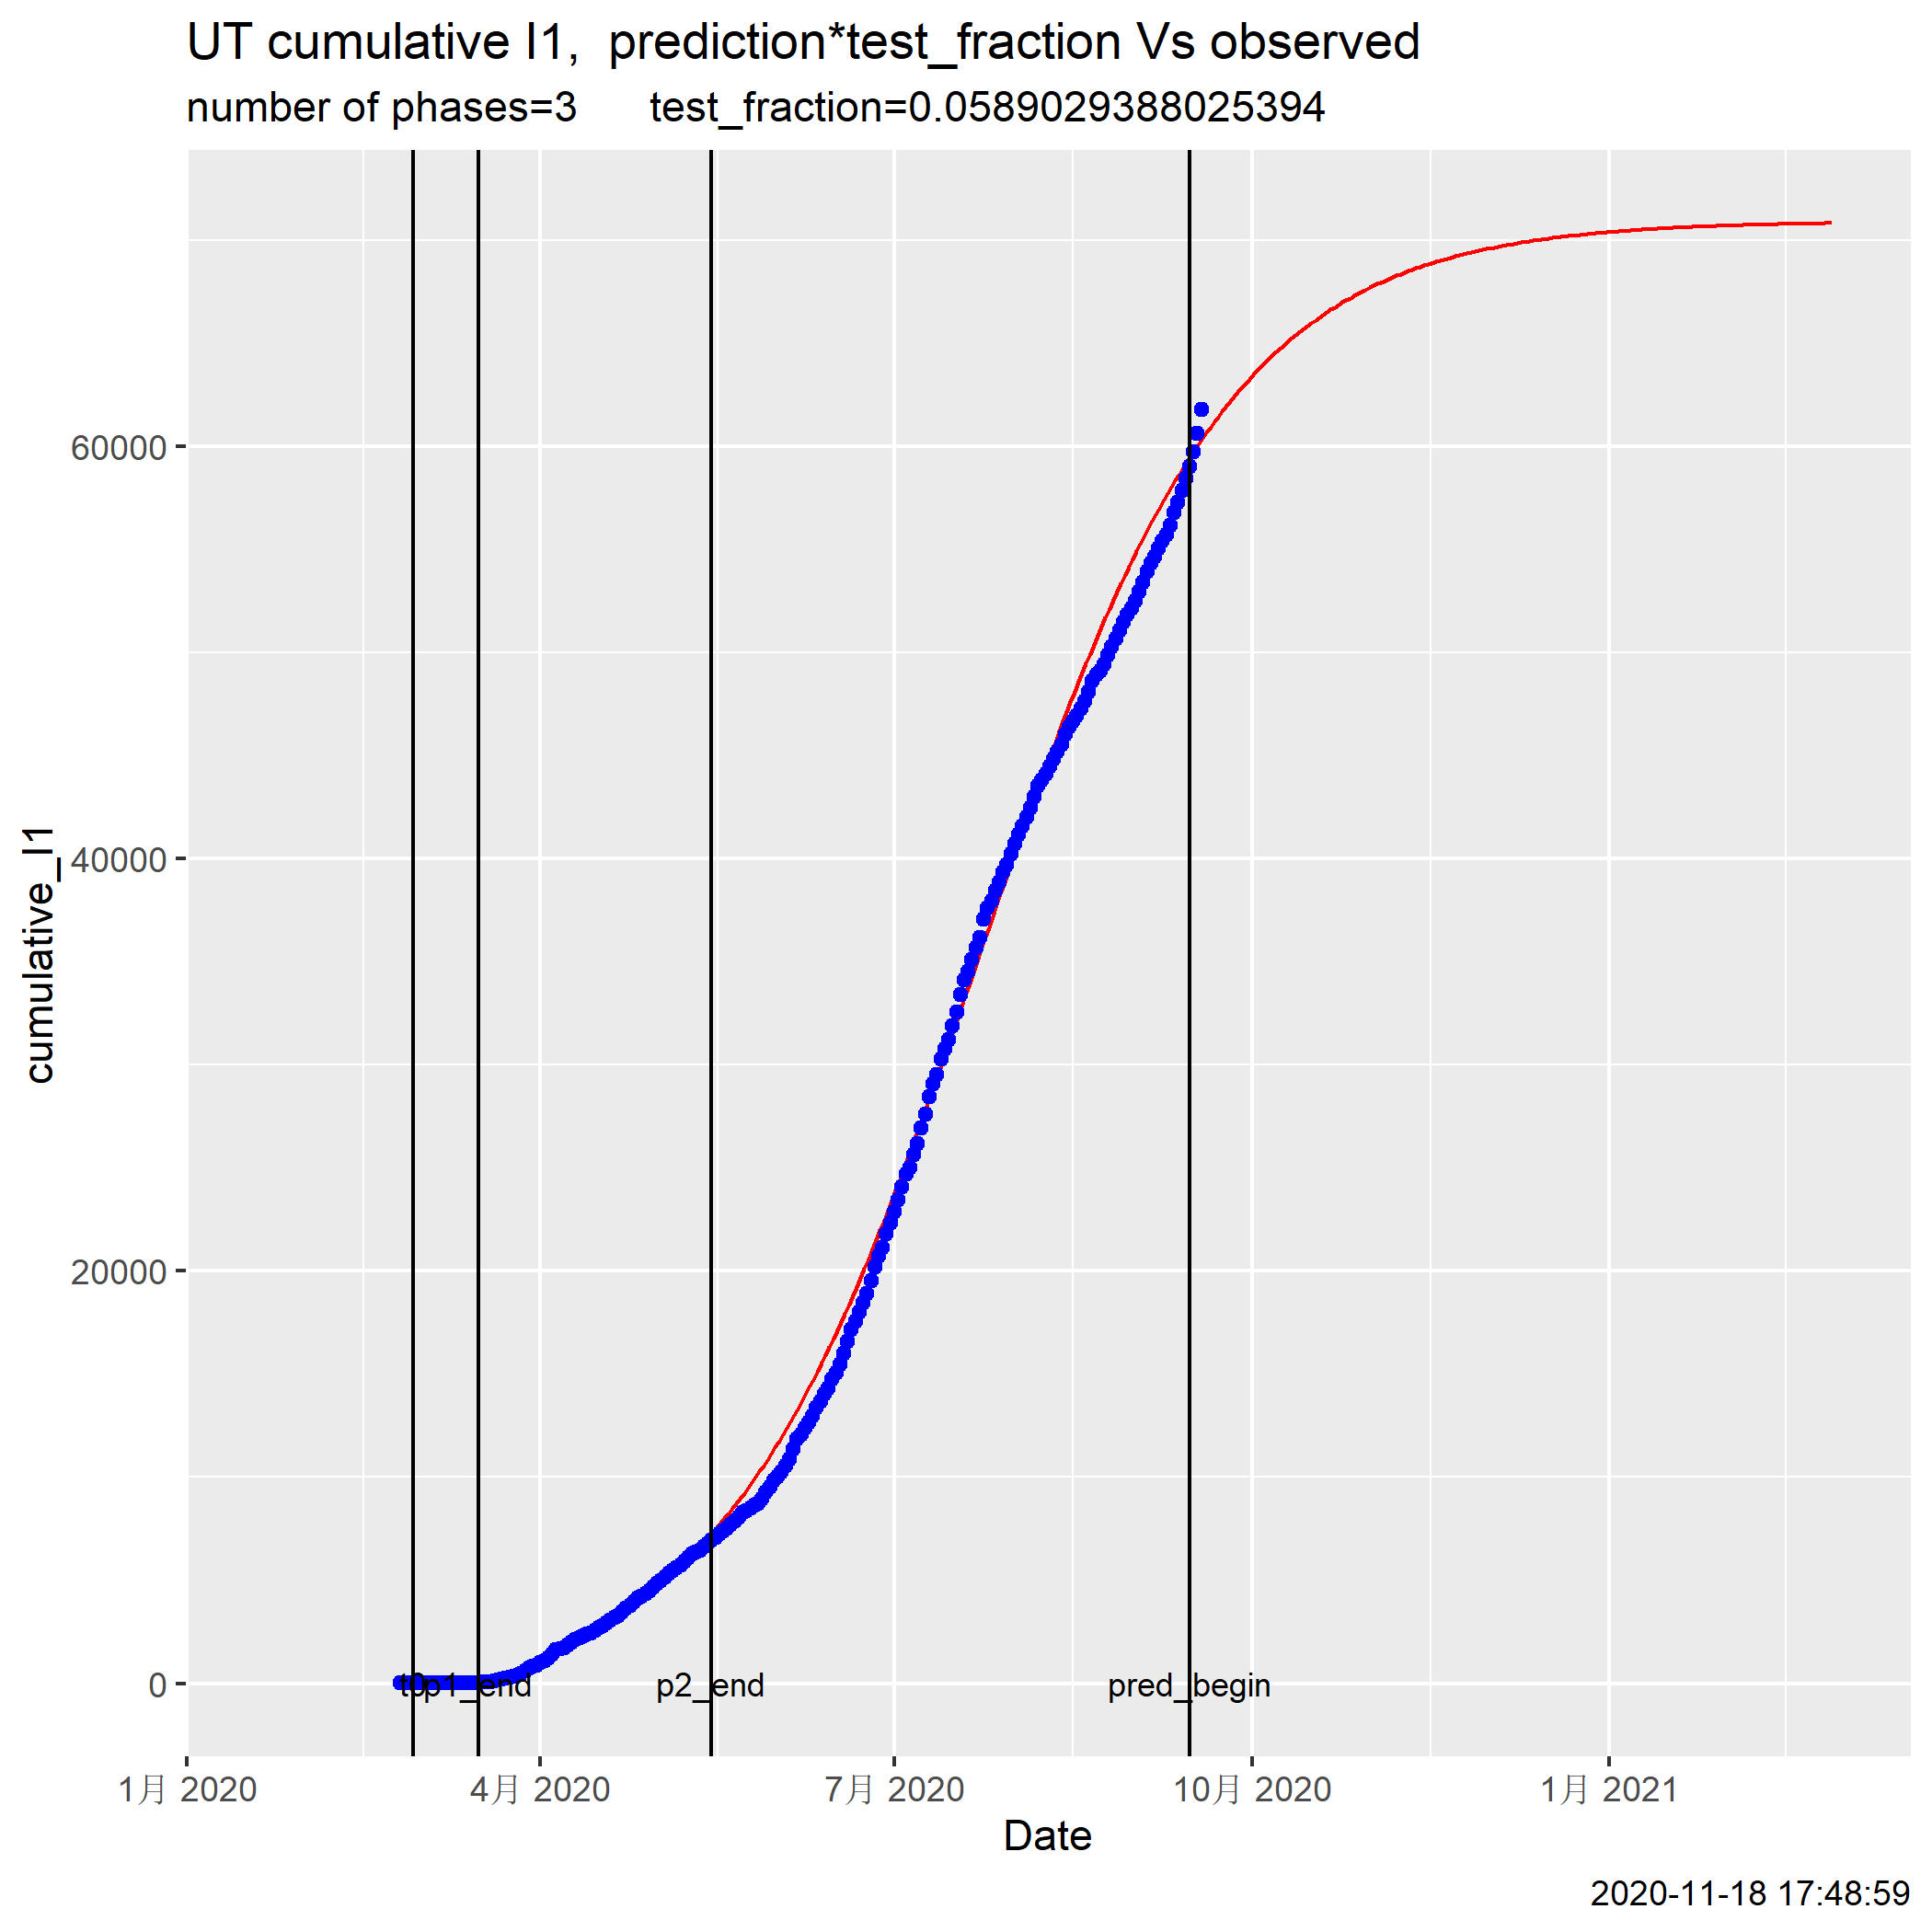 UT cumulative I1,  prediction*test_fraction Vs observed
number of phases=3      test_fraction=0.0589029388025394
cumulative_I1
60000
40000
20000
0
t0 p1_end p2_end pred_begin
1月 2020 4月 2020 7月 2020 10月 2020 1月 2021
Date
2020-11-18 17:48:59